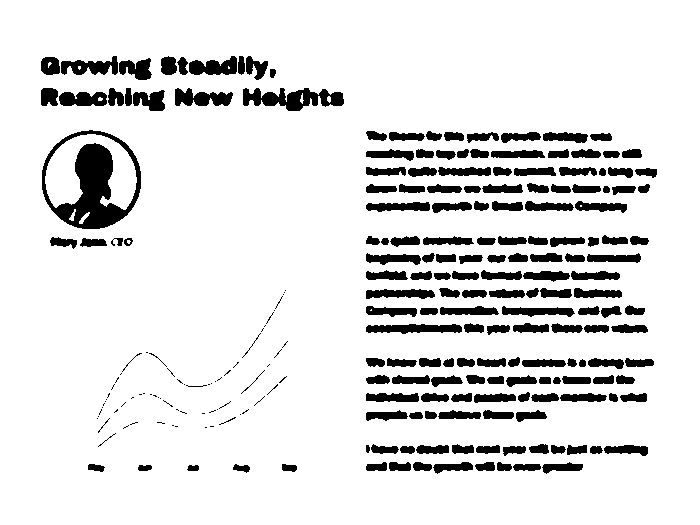 Growing Steadily,
Reaching New Heights
Mary Jane, CEO
The theme for this year's growth strategy was
reaching the top of the mountain, and while we still
haven't quite breached the summit, there's a long way
down from where we started. This has been a year of
exponential growth for Small Business Company.
As a quick overview, our team has grown 3x from the
beginning of last year, our site traffic has increased
tenfold, and we have formed multiple lucrative
partnerships. The core values of Small Business
Company are innovation, transparency, and grit. Our
accomplishments this year reflect these core values.
We know that at the heart of success is a strong team
with shared goals. We set goals as a team and the
individual drive and passion of each member is what
propels us to achieve these goals.
I have no doubt that next year will be just as exciting
and that the growth will be even greater
May Jun Jul Aug Sep